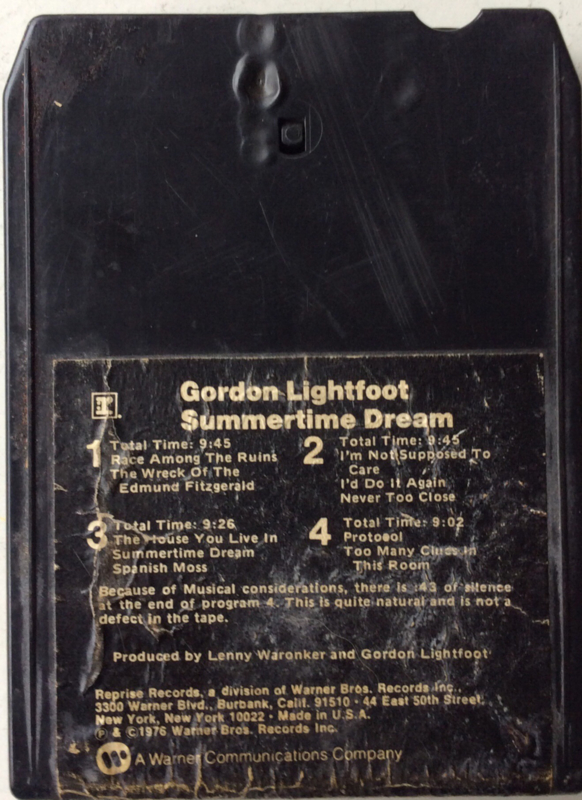 Gordon Lightfoot
Summertime Dream
1 Total Time: 9:45
Race Among The Ruins
The Wreck Of The
Edmund Fitzgerald
2 Total Time: 9:45
I'm Not Supposed To
Care
I'd Do It Again
Never Too Close
3 Total Time: 9:26
The House You Live In
Summertime Dream
Spanish Moss
4 Total Time: 9:02
Protocol
Too Many Clues In
This Room
Because of Musical considerations, there is :43 of silence
at the end of program 4. This is quite natural and is not a
defect in the tape.
Produced by Lenny Waronker and Gordon Lightfoot
Reprise Records, a division of Warner Bros. Records Inc.,
3300 Warner Blvd., Burbank, Calif. 91510 • 44 East 50th Street,
New York, New York 10022 • Made in U.S.A.
℗ & ©1976 Warner Bros. Records Inc.
A Warner Communications Company